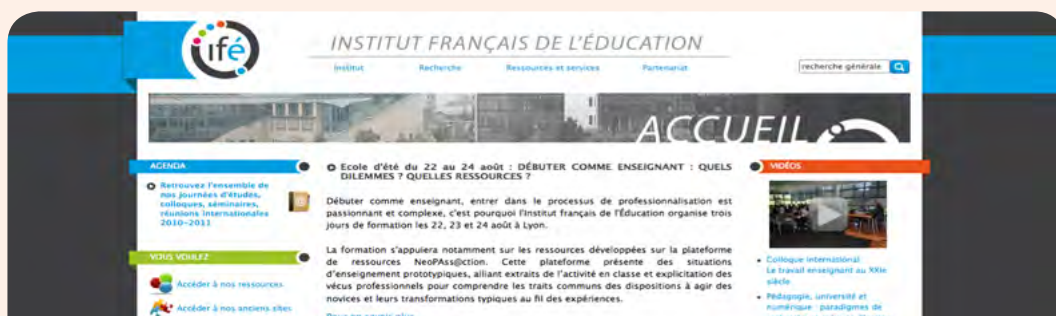 ifé
INSTITUT FRANÇAIS DE L'ÉDUCATION
Institut Recherche Ressources et services Partenariat
recherche générale
ACCUEIL
AGENDA
Retrouvez l'ensemble de
nos journées d'études,
colloques, séminaires,
réunions internationales
2010-2011
VOUS VOULEZ
Accéder à nos ressources
Accéder à nos anciens sites
Ecole d'été du 22 au 24 août : DÉBUTER COMME ENSEIGNANT : QUELS
DILEMMES ? QUELLES RESSOURCES ?
Débuter comme enseignant, entrer dans le processus de professionnalisation est
passionnant et complexe, c'est pourquoi l'Institut français de l'Éducation organise trois
jours de formation les 22, 23 et 24 août à Lyon.
La formation s'appuiera notamment sur les ressources développées sur la plateforme
de ressources NeoPAss@ction. Cette plateforme présente des situations
d'enseignement prototypiques, alliant extraits de l'activité en classe et explicitation des
vécus professionnels pour comprendre les traits communs des dispositions à agir des
novices et leurs transformations typiques au fil des expériences.
VIDÉOS
Colloque international
Le travail enseignant au XXIe
siècle
Pédagogie, université et
numérique : paradigmes de